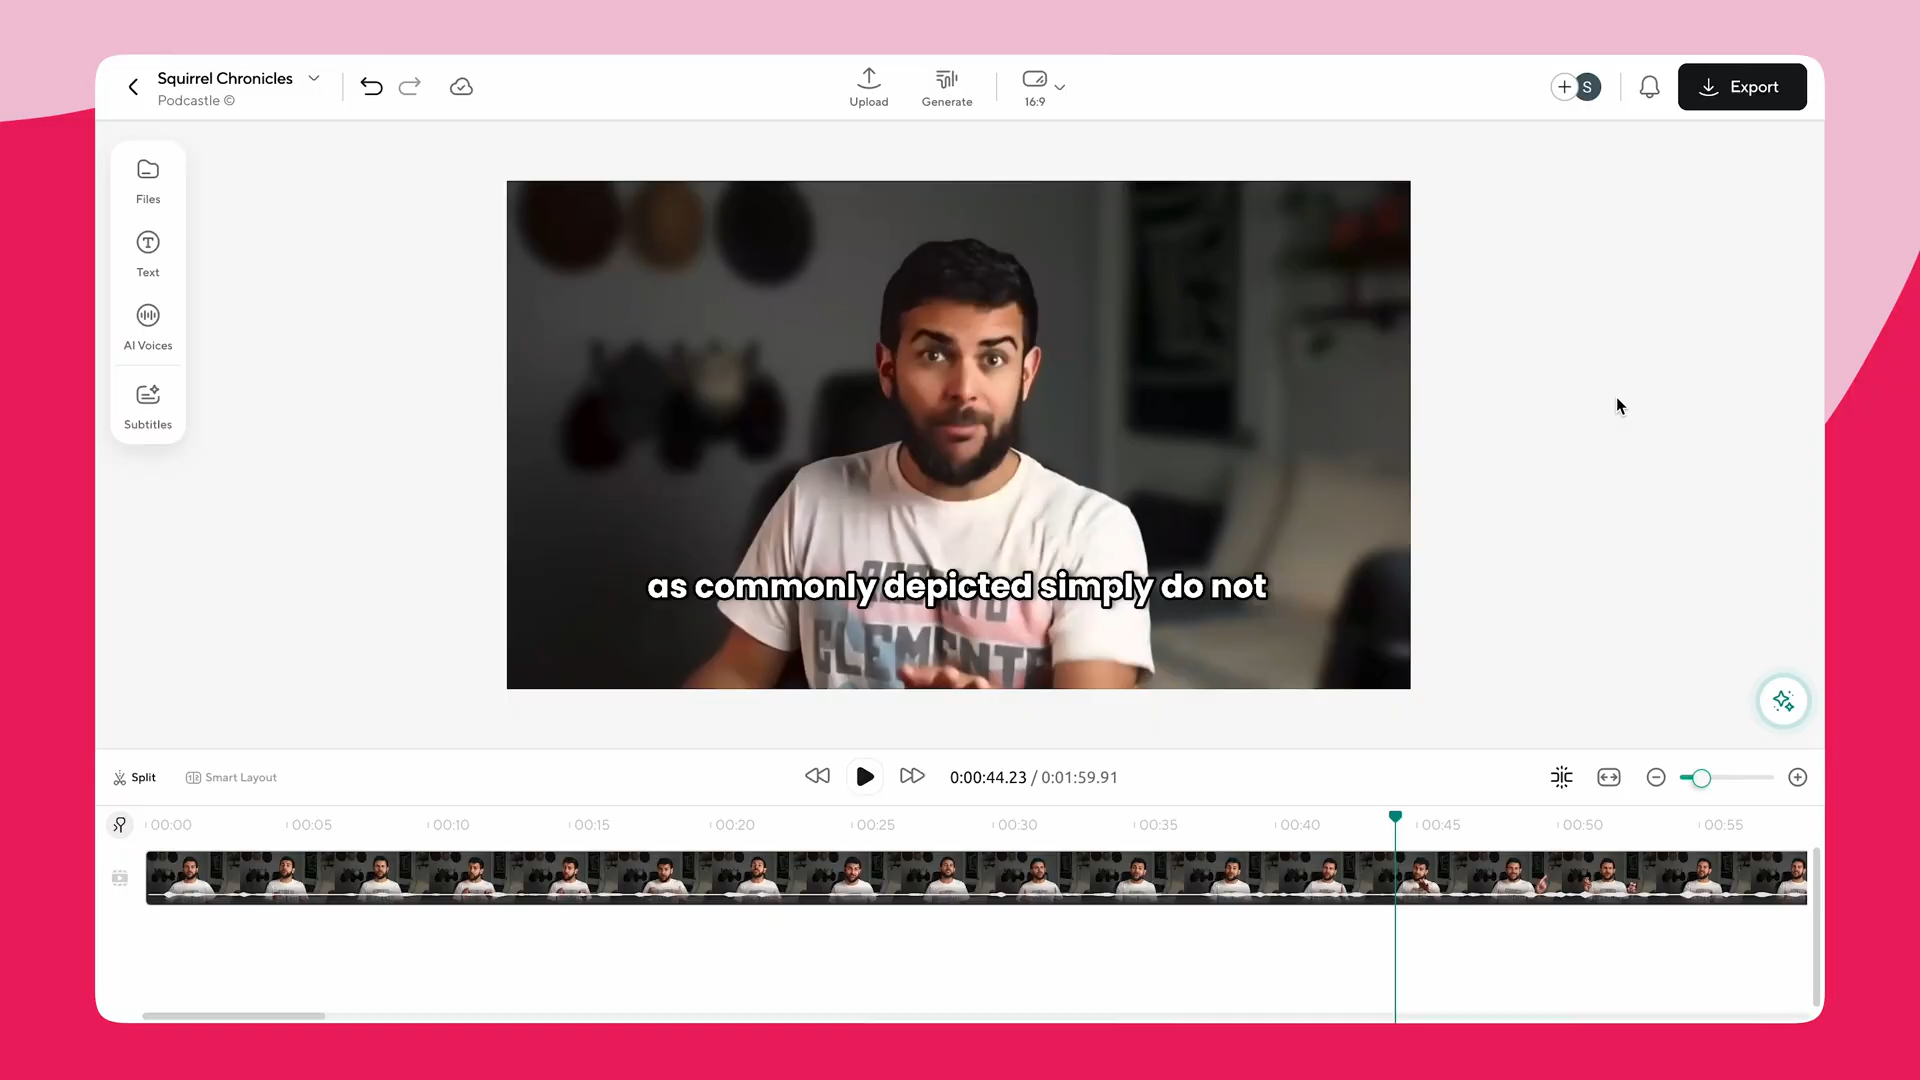 Squirrel Chronicles
Podcastle ©
Upload
Generate
16:9
S
Export
Files
Text
AI Voices
Subtitles
CLEMENTE
as commonly depicted simply do not
Split
Smart Layout
0:00:44.23 / 0:01:59.91
00:00 00:05 00:10 00:15 00:20 00:25 00:30 00:35 00:40 00:45 00:50 00:55